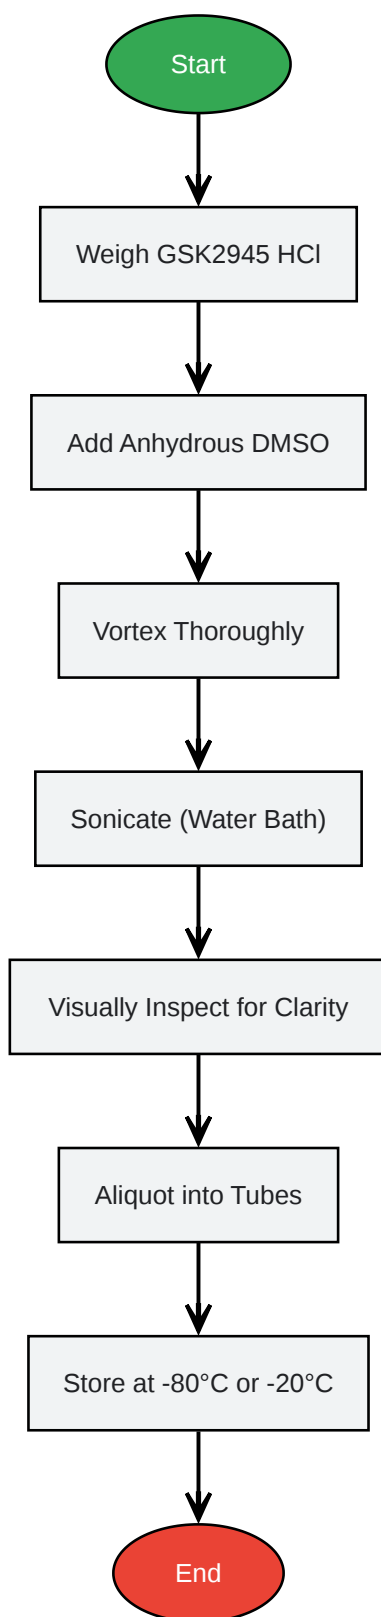 Start
Weigh GSK2945 HCl
Add Anhydrous DMSO
Vortex Thoroughly
Sonicate (Water Bath)
Visually Inspect for Clarity
Aliquot into Tubes
Store at -80°C or -20°C
End